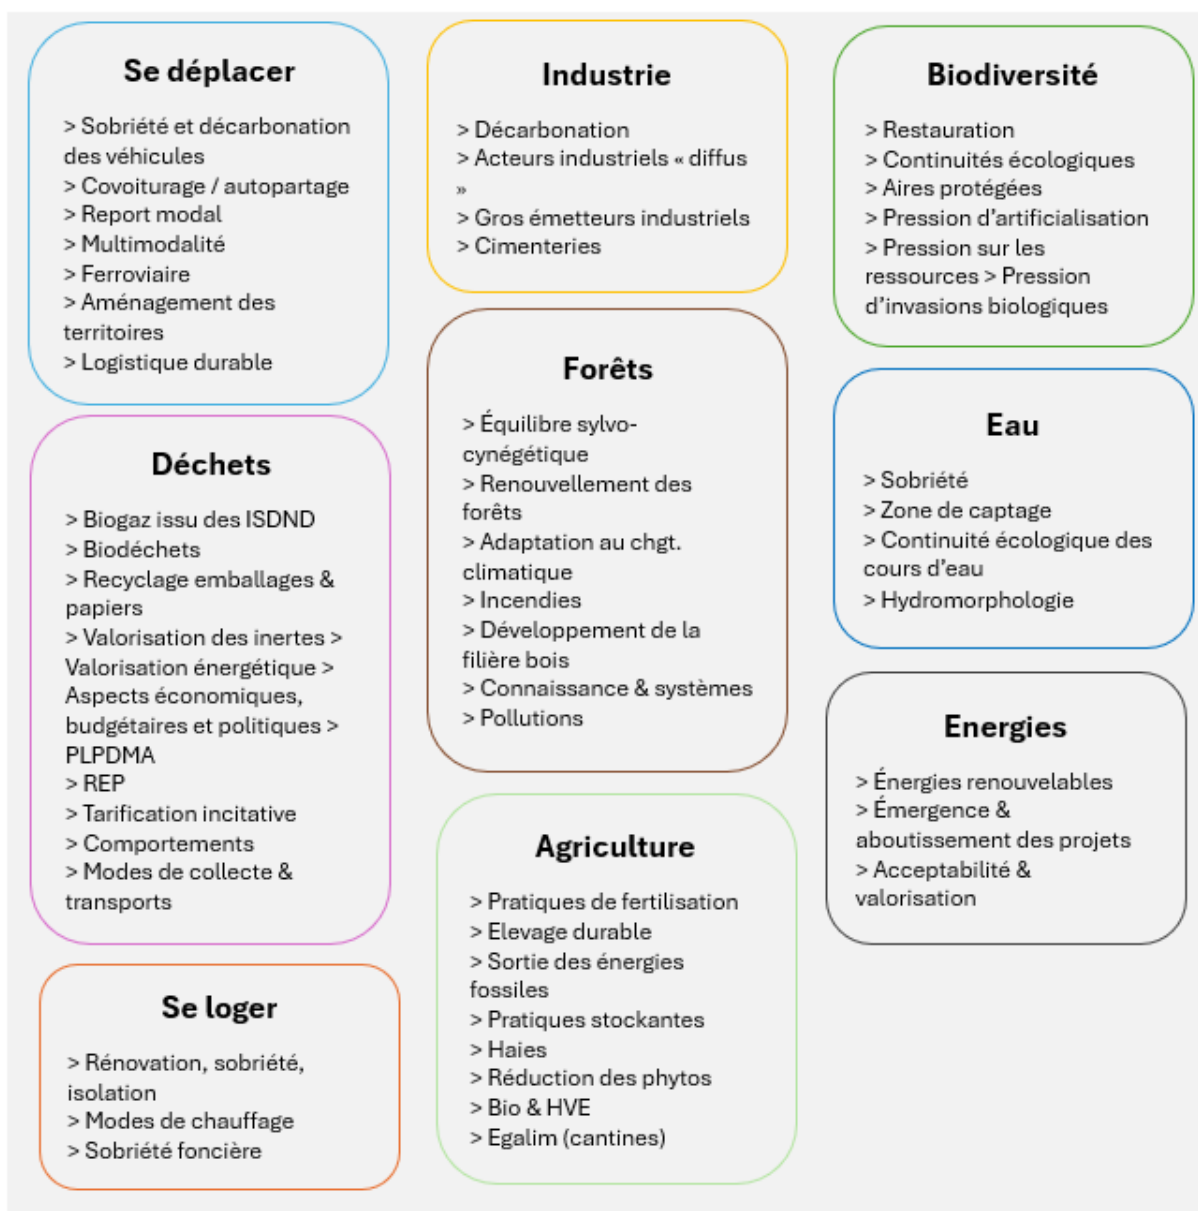 Se déplacer
> Sobriété et décarbonation
des véhicules
> Covoiturage / autopartage
> Report modal
> Multimodalité
> Ferroviaire
> Aménagement des
territoires
> Logistique durable
Déchets
> Biogaz issu des ISDND
> Biodéchets
> Recyclage emballages &
papiers
> Valorisation des inertes >
Valorisation énergétique >
Aspects économiques,
budgétaires et politiques >
PLPDMA
> REP
> Tarification incitative
> Comportements
> Modes de collecte &
transports
Se loger
> Rénovation, sobriété,
isolation
> Modes de chauffage
> Sobriété foncière
Industrie
> Décarbonation
> Acteurs industriels « diffus
»
> Gros émetteurs industriels
> Cimenteries
Forêts
> Équilibre sylvo-
cynégétique
> Renouvellement des
forêts
> Adaptation au chgt.
climatique
> Incendies
> Développement de la
filière bois
> Connaissance & systèmes
> Pollutions
Agriculture
> Pratiques de fertilisation
> Elevage durable
> Sortie des énergies
fossiles
> Pratiques stockantes
> Haies
> Réduction des phytos
> Bio & HVE
> Egalim (cantines)
Biodiversité
> Restauration
> Continuités écologiques
> Aires protégées
> Pression d'artificialisation
> Pression sur les
ressources > Pression
d'invasions biologiques
Eau
> Sobriété
> Zone de captage
> Continuité écologique des
cours d'eau
> Hydromorphologie
Energies
> Énergies renouvelables
> Émergence &
aboutissement des projets
> Acceptabilité &
valorisation